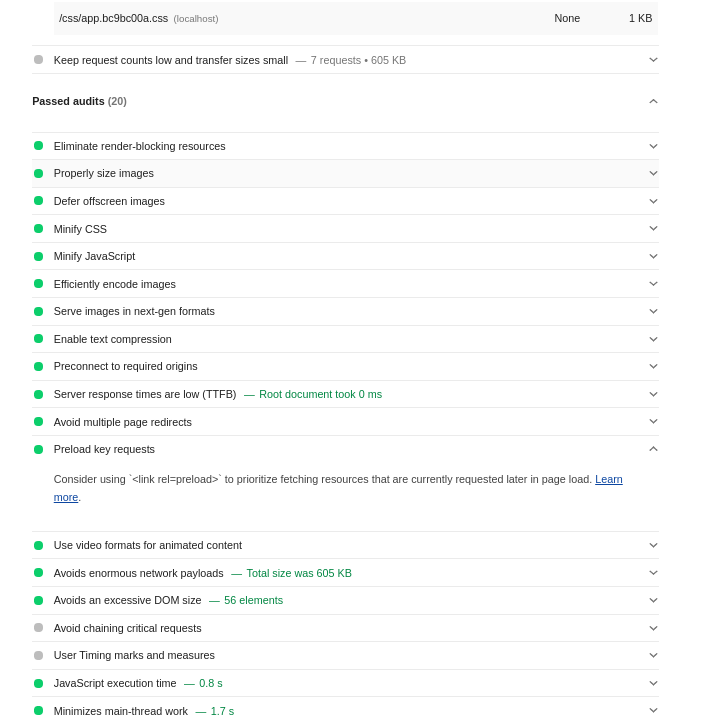 /css/app.bc9bc00a.css (localhost) None 1 KB
Keep request counts low and transfer sizes small — 7 requests • 605 KB
Passed audits (20)
Eliminate render-blocking resources
Properly size images
Defer offscreen images
Minify CSS
Minify JavaScript
Efficiently encode images
Serve images in next-gen formats
Enable text compression
Preconnect to required origins
Server response times are low (TTFB) — Root document took 0 ms
Avoid multiple page redirects
Preload key requests
Consider using `<link rel=preload>` to prioritize fetching resources that are currently requested later in page load. Learn
more.
Use video formats for animated content
Avoids enormous network payloads — Total size was 605 KB
Avoids an excessive DOM size — 56 elements
Avoid chaining critical requests
User Timing marks and measures
JavaScript execution time — 0.8 s
Minimizes main-thread work — 1.7 s